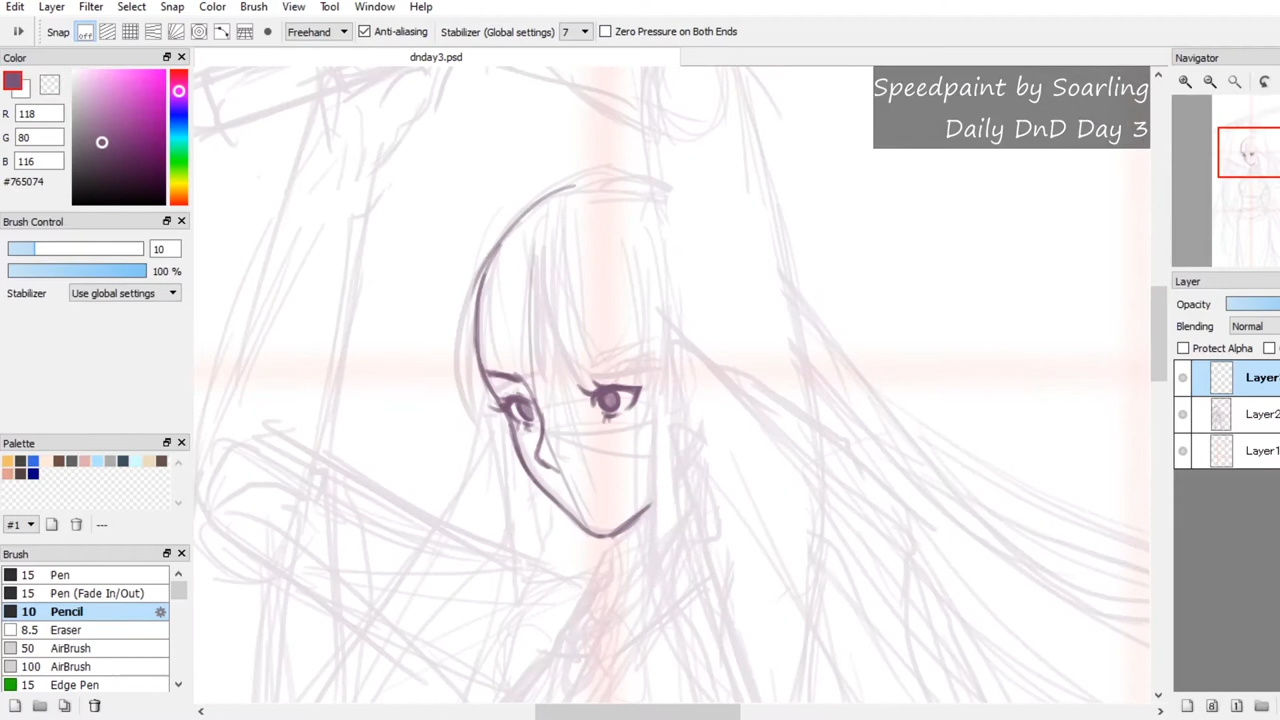 Edit Layer Filter Select Snap Color Brush View Tool Window Help
Snap off Freehand Anti-aliasing Stabilizer (Global settings) 7 Zero Pressure on Both Ends
Color
dnday3.psd
Navigator
R 118
G 80
B 116
#765074
Speedpaint by Soarling
Daily DnD Day 3
Brush Control
10
100 %
Stabilizer Use global settings
Layer
Opacity
Blending Normal
Protect Alpha
Layer
Layer2
Layer1
Palette
#1 ---
Brush
15 Pen
15 Pen (Fade In/Out)
10 Pencil
8.5 Eraser
50 AirBrush
100 AirBrush
15 Edge Pen